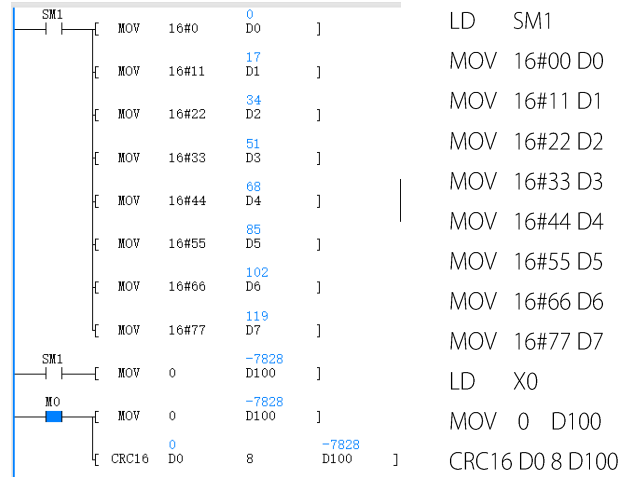 SM1
0
[ MOV 16#0 D0 ]
17
[ MOV 16#11 D1 ]
34
[ MOV 16#22 D2 ]
51
[ MOV 16#33 D3 ]
68
[ MOV 16#44 D4 ]
85
[ MOV 16#55 D5 ]
102
[ MOV 16#66 D6 ]
119
[ MOV 16#77 D7 ]
SM1
-7828
[ MOV 0 D100 ]
M0
-7828
[ MOV 0 D100 ]
0 -7828
[ CRC16 D0 8 D100 ]
LD SM1
MOV 16#00 D0
MOV 16#11 D1
MOV 16#22 D2
MOV 16#33 D3
MOV 16#44 D4
MOV 16#55 D5
MOV 16#66 D6
MOV 16#77 D7
LD X0
MOV 0 D100
CRC16 D0 8 D100